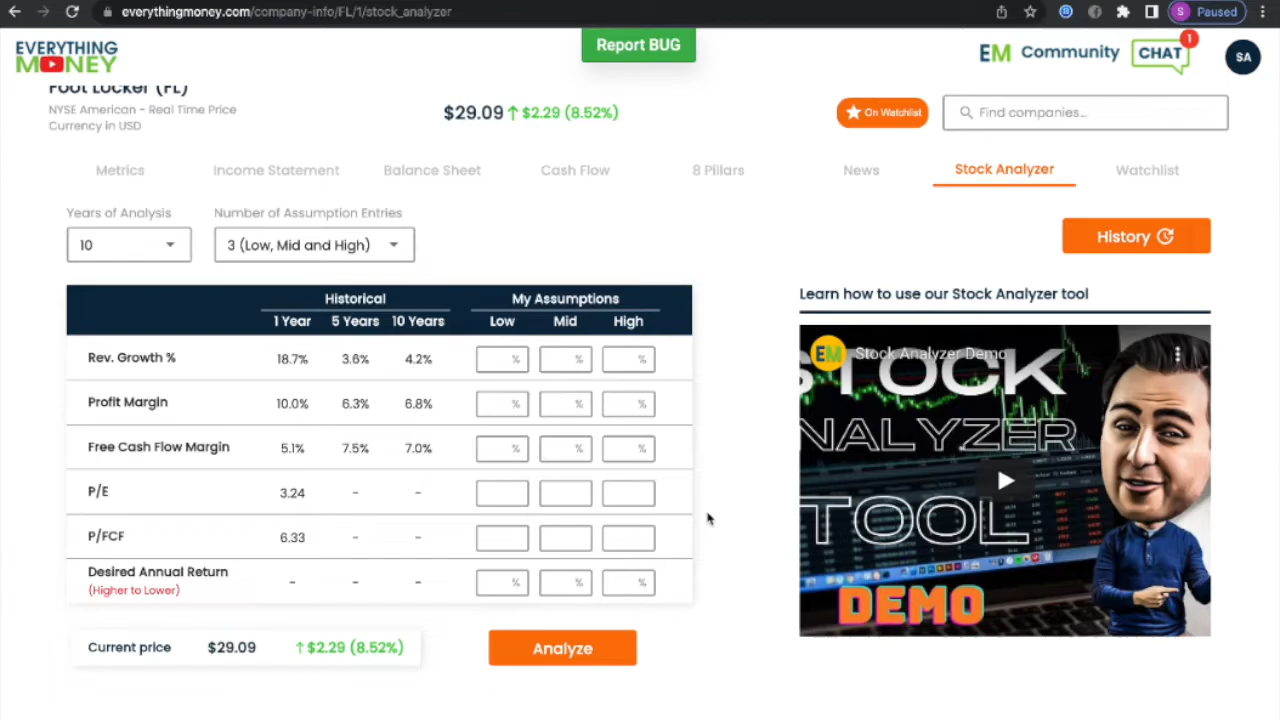 everythingmoney.com/company-info/FL/1/stock_analyzer
S Paused
EVERYTHING
MONEY
Report BUG
EM Community CHAT 1
SA
Foot Locker (FL)
NYSE American - Real Time Price
Currency in USD
$29.09 ↑ $2.29 (8.52%)
On Watchlist
Find companies...
Metrics Income Statement Balance Sheet Cash Flow 8 Pillars News Stock Analyzer Watchlist
Years of Analysis Number of Assumption Entries
10 3 (Low, Mid and High)
History
Historical My Assumptions
1 Year 5 Years 10 Years Low Mid High
Rev. Growth % 18.7% 3.6% 4.2% % % %
Profit Margin 10.0% 6.3% 6.8% % % %
Free Cash Flow Margin 5.1% 7.5% 7.0% % % %
P/E 3.24 - -
P/FCF 6.33 - -
Desired Annual Return - - - % % %
(Higher to Lower)
Current price $29.09 ↑ $2.29 (8.52%)
Analyze
Learn how to use our Stock Analyzer tool
EM Stock Analyzer Demo
STOCK
ANALYZER
TOOL
DEMO